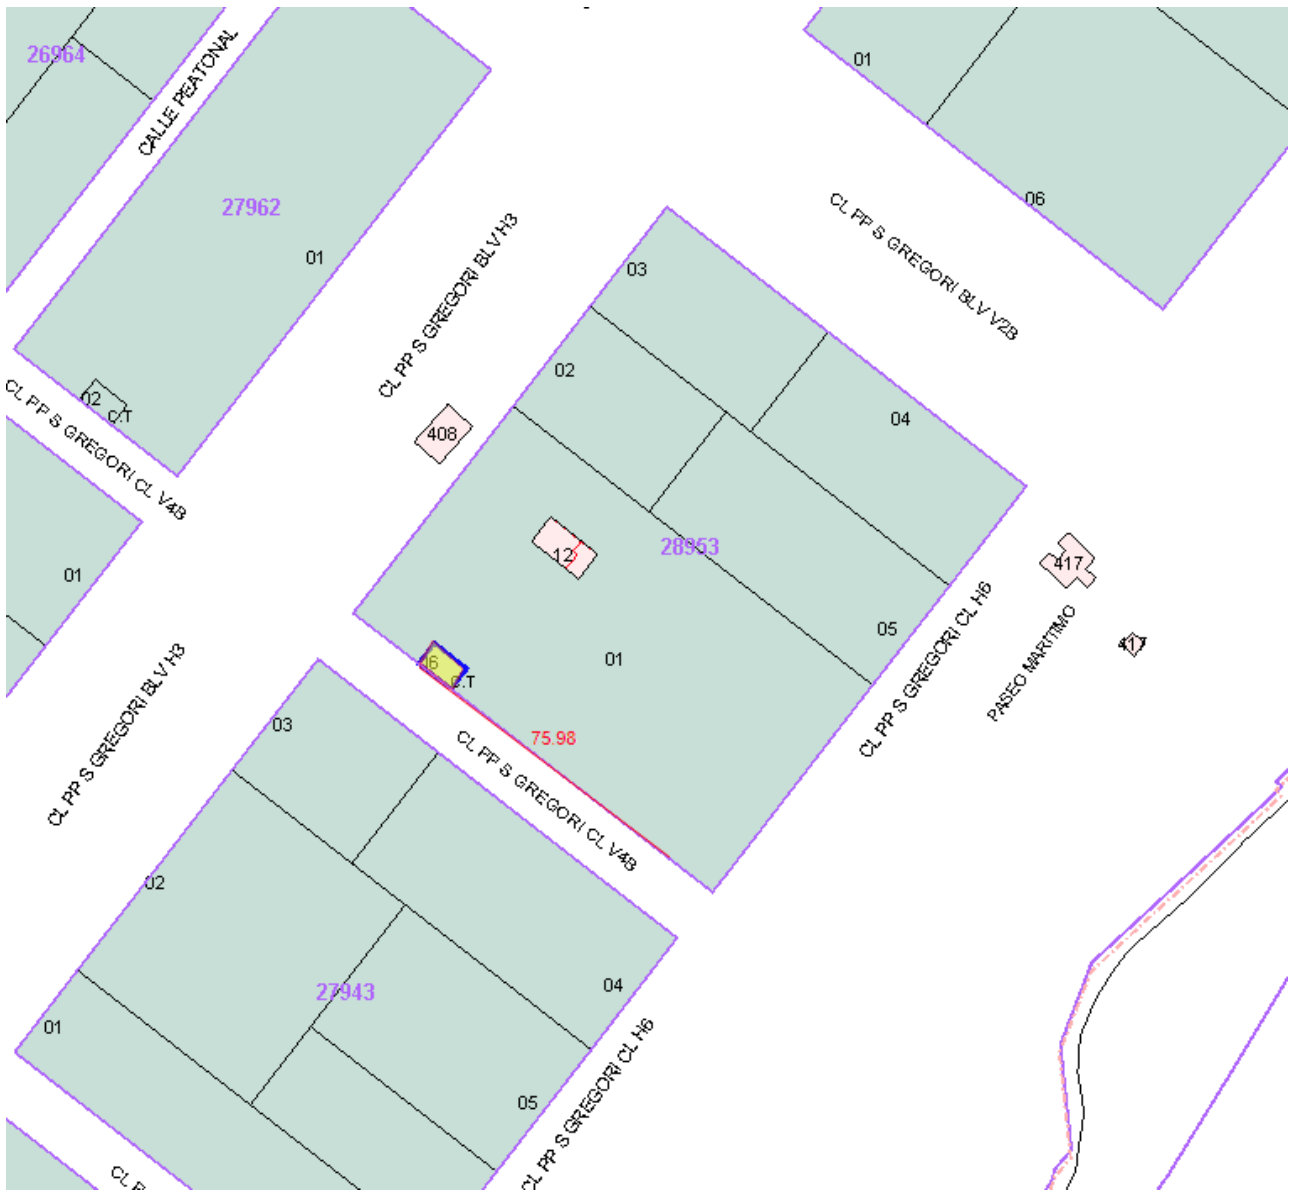 26964
CALLE PEATONAL
01
27962
06
CL PP S GREGORI BLV V2B
01
CL PP S GREGORI BLV H3
03
02
04
02
C.T
CL PP S GREGORI CL V4B
408
28953
12
417
01
CL PP S GREGORI CL H6
PASEO MARITIMO
05
417
01
C.T
CL PP S GREGORI BLV H3
03
75.98
CL PP S GREGORI CL V4B
02
27943
04
01
CL PP S GREGORI CL H6
05